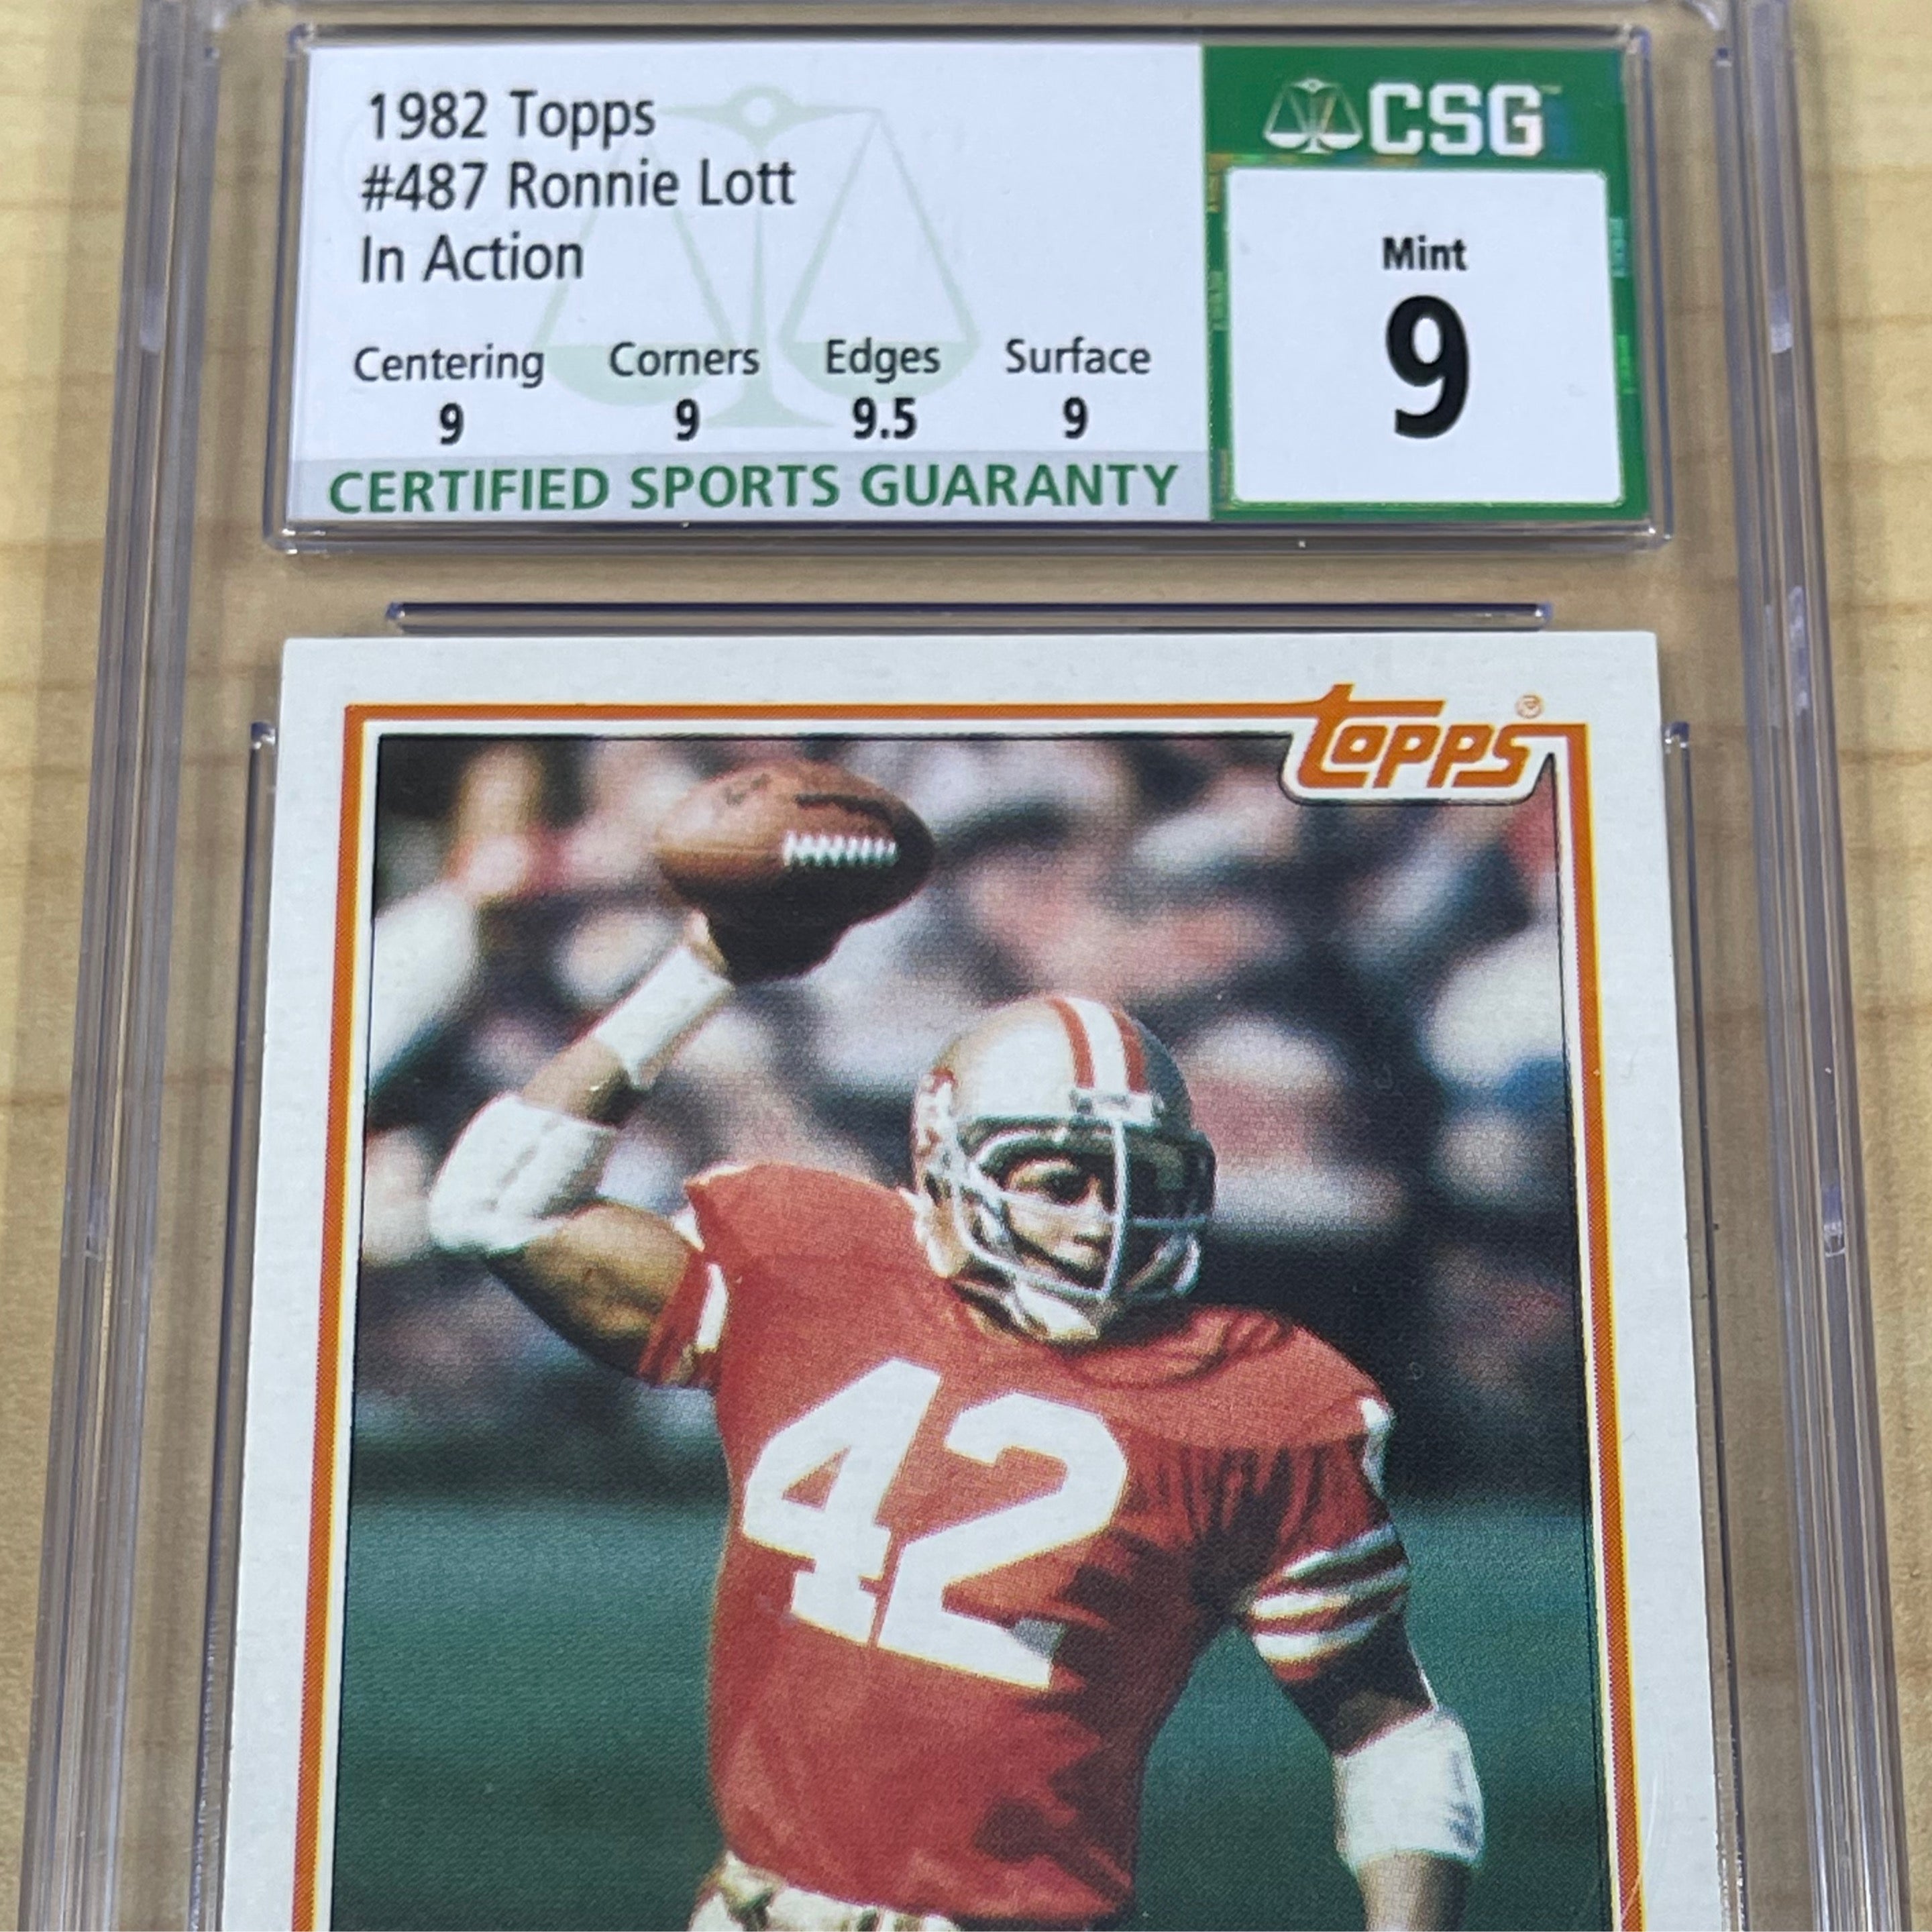 1982 Topps
#487 Ronnie Lott
In Action
Centering Corners Edges Surface
9 9 9.5 9
CERTIFIED SPORTS GUARANTY
CSG™
Mint
9
topps®
42